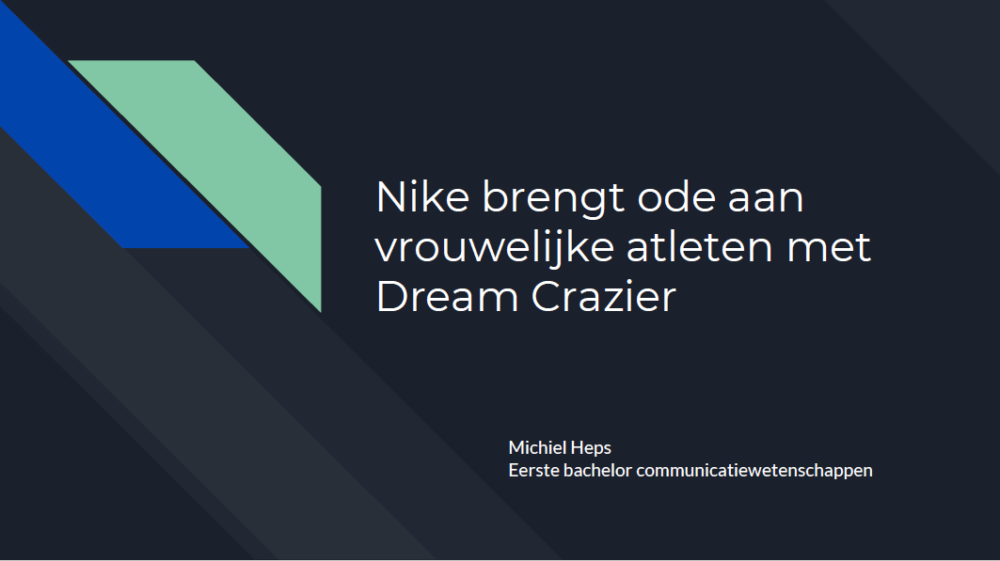 Nike brengt ode aan
vrouwelijke atleten met
Dream Crazier
Michiel Heps
Eerste bachelor communicatiewetenschappen